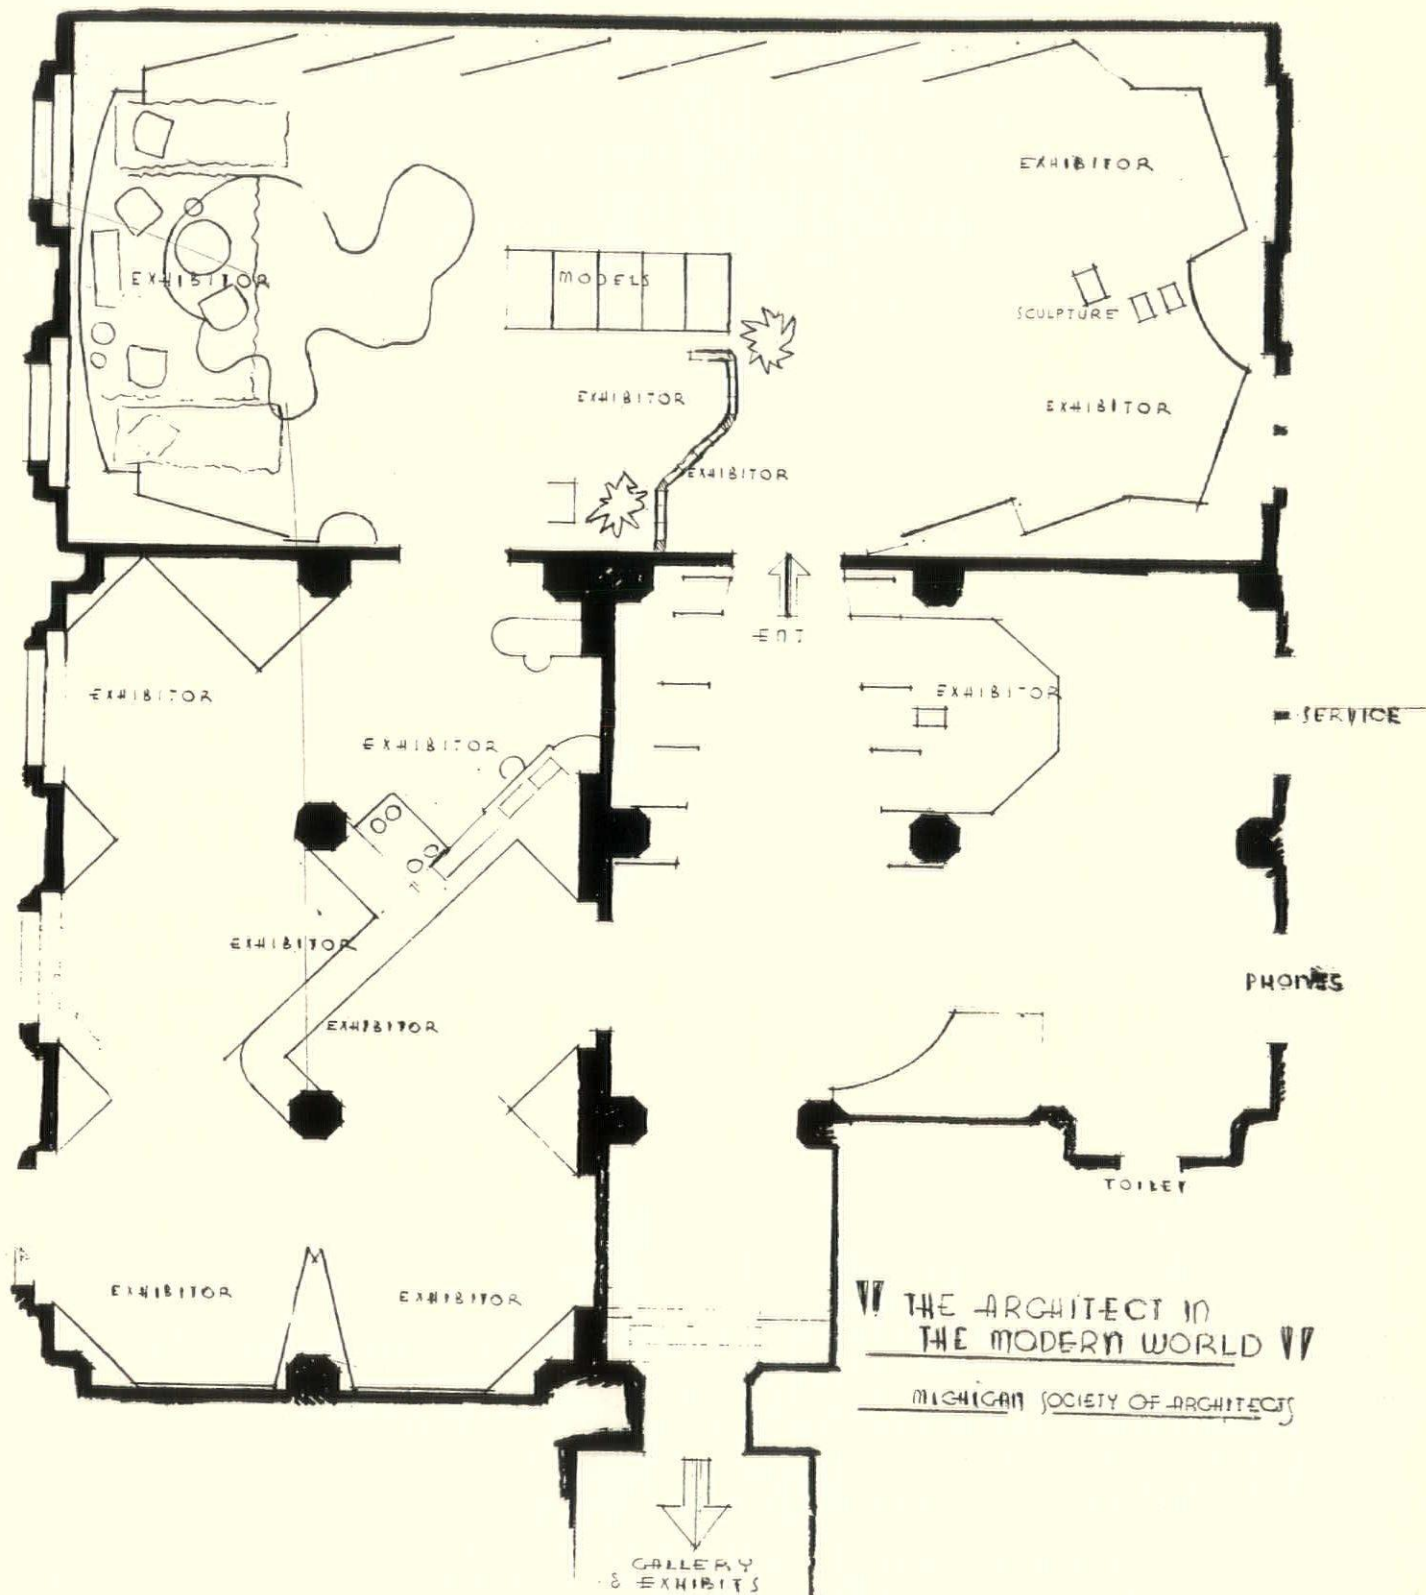 EXHIBITOR
EXHIBITOR
MODELS
SCULPTURE
EXHIBITOR
EXHIBITOR
EXHIBITOR
ENT
EXHIBITOR
EXHIBITOR
SERVICE
EXHIBITOR
EXHIBITOR
PHONES
EXHIBITOR
TOILET
EXHIBITOR
EXHIBITOR
"THE ARCHITECT IN
THE MODERN WORLD"
MICHIGAN SOCIETY OF ARCHITECTS
GALLERY
& EXHIBITS